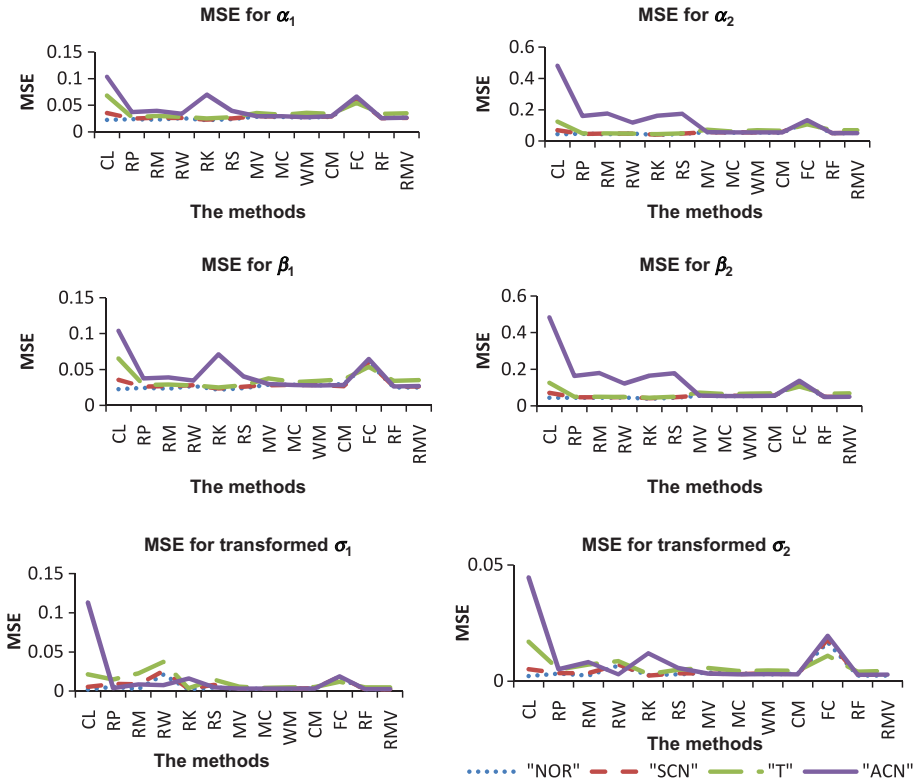 MSE for α1
MSE
0.15
0.1
0.05
0
CL RP RM RW RK RS MV MC WM CM FC RF RMV
The methods
MSE for α2
MSE
0.6
0.4
0.2
0
CL RP RM RW RK RS MV MC WM CM FC RF RMV
The methods
MSE for β1
MSE
0.15
0.1
0.05
0
CL RP RM RW RK RS MV MC WM CM FC RF RMV
The methods
MSE for β2
MSE
0.6
0.4
0.2
0
CL RP RM RW RK RS MV MC WM CM FC RF RMV
The methods
MSE for transformed σ1
MSE
0.15
0.1
0.05
0
CL RP RM RW RK RS MV MC WM CM FC RF RMV
The methods
MSE for transformed σ2
MSE
0.05
0
CL RP RM RW RK RS MV MC WM CM FC RF RMV
The methods
"NOR" "SCN" "T" "ACN"